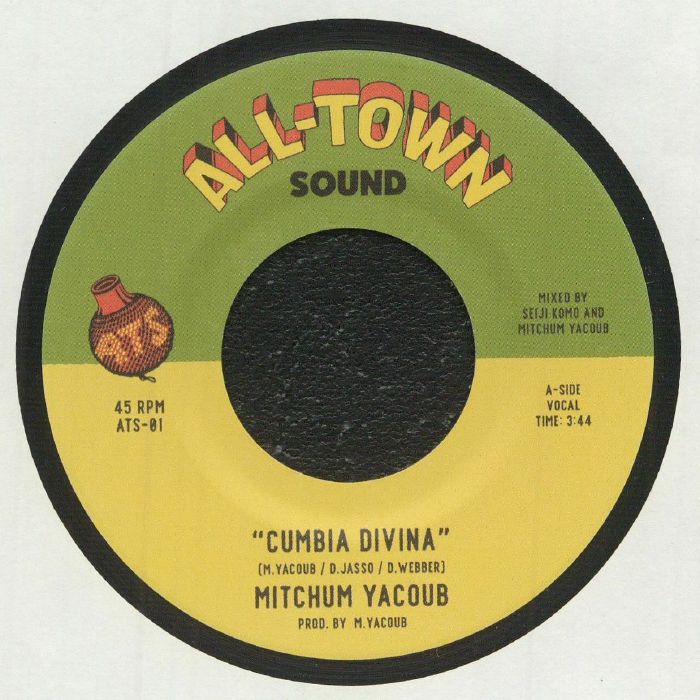 ALL-TOWN
SOUND
ATS
MIXED BY
SEIJI KOMO AND
MITCHUM YACOUB
45 RPM
ATS-01
A-SIDE
VOCAL
TIME: 3:44
"CUMBIA DIVINA"
(M.YACOUB / D.JASSO / D.WEBBER)
MITCHUM YACOUB
PROD. BY M.YACOUB